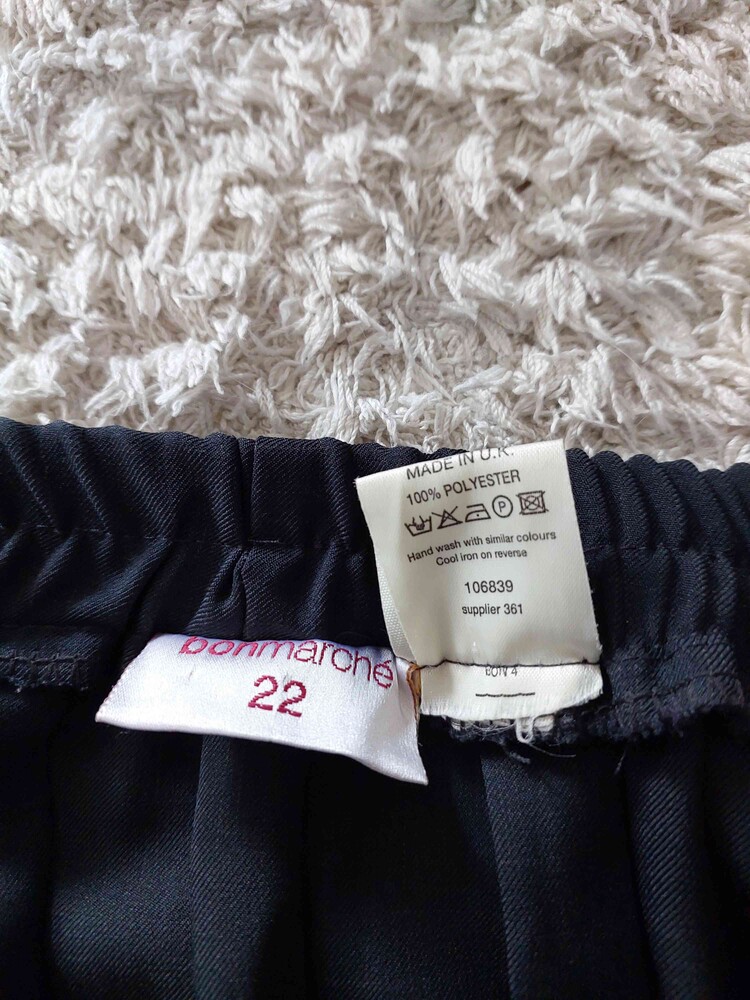 MADE IN U.K.
100% POLYESTER
P
Hand wash with similar colours
Cool iron on reverse
106839
supplier 361
bonmarché
22